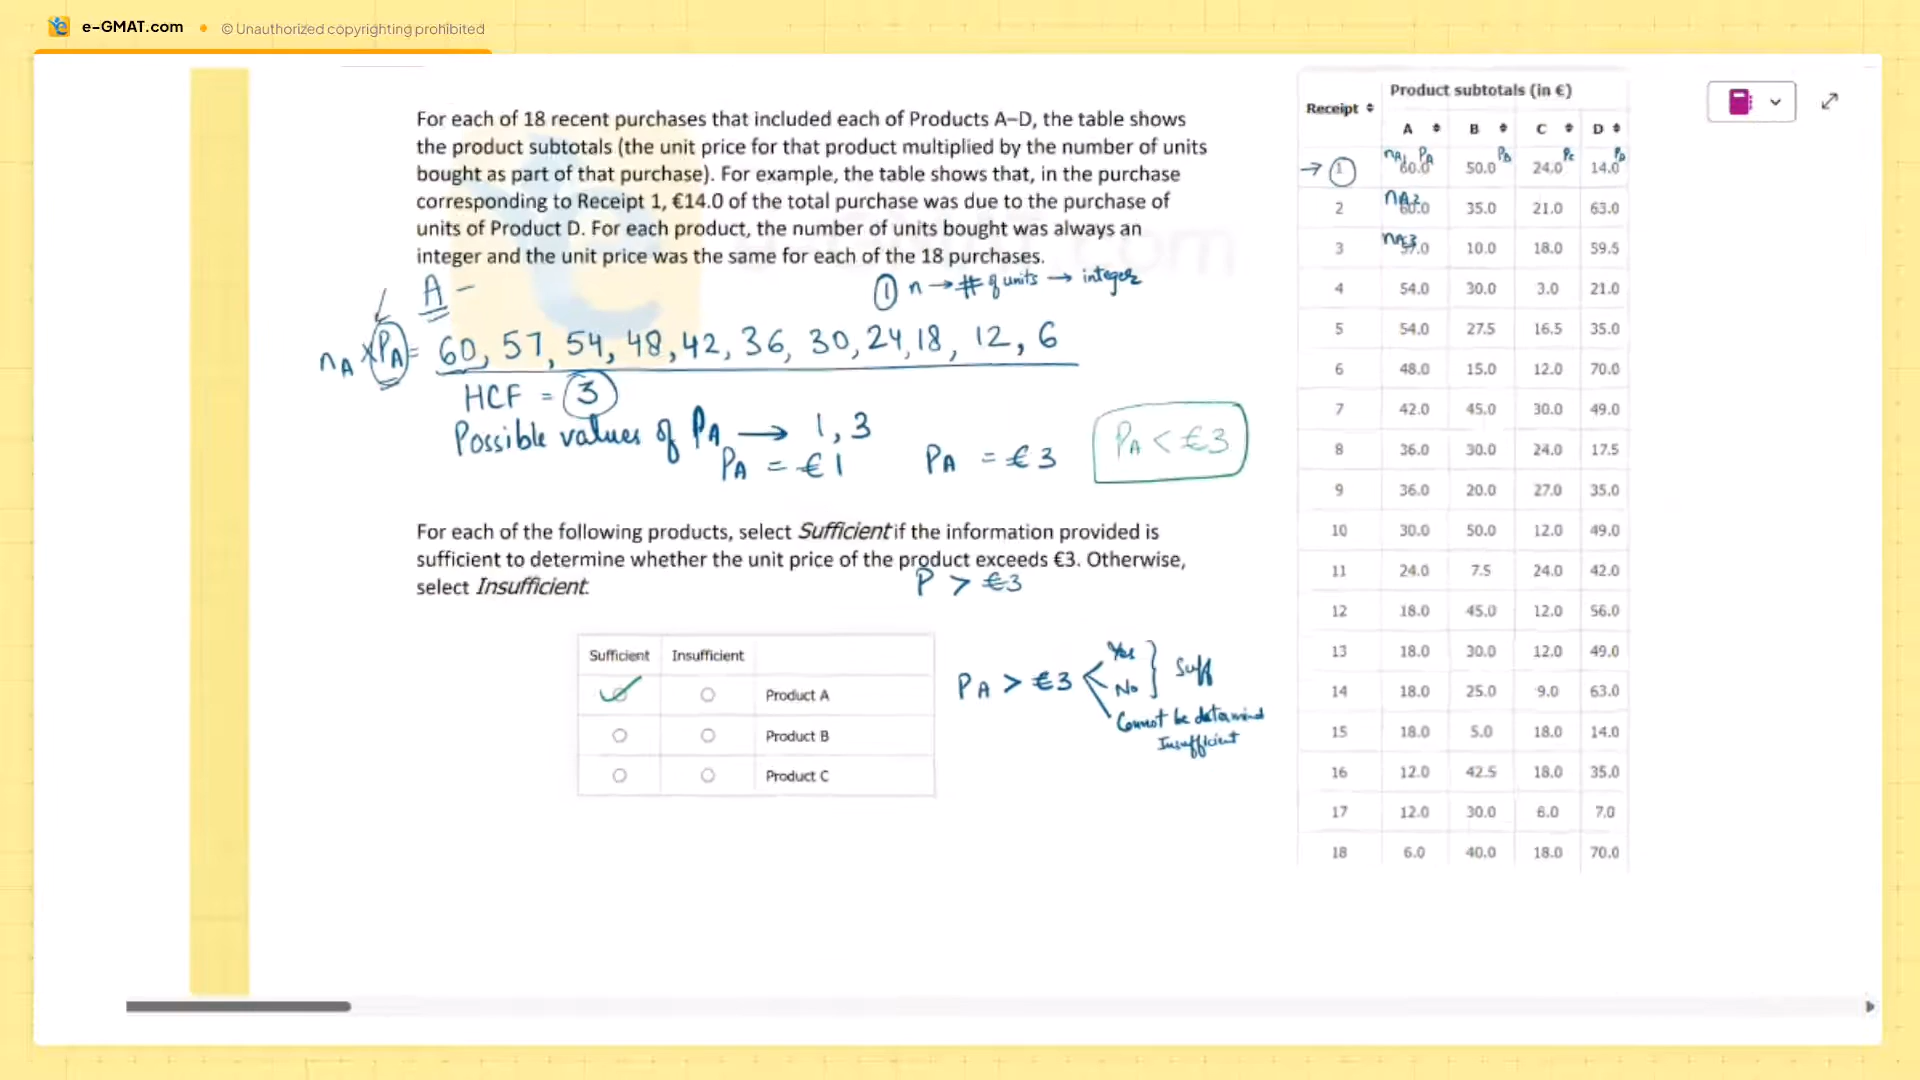 e-GMAT.com • © Unauthorized copyrighting prohibited
For each of 18 recent purchases that included each of Products A–D, the table shows
the product subtotals (the unit price for that product multiplied by the number of units
bought as part of that purchase). For example, the table shows that, in the purchase
corresponding to Receipt 1, €14.0 of the total purchase was due to the purchase of
units of Product D. For each product, the number of units bought was always an
integer and the unit price was the same for each of the 18 purchases.
A –
① n → # of units → integer
nA × PA = 60, 57, 54, 48, 42, 36, 30, 24, 18, 12, 6
HCF = 3
Possible values of PA → 1, 3
PA = €1 PA = €3 PA < €3
For each of the following products, select Sufficient if the information provided is
sufficient to determine whether the unit price of the product exceeds €3. Otherwise,
select Insufficient.
P > €3
Sufficient Insufficient
Product A
Product B
Product C
PA > €3
Yes
No
Suff
Cannot be determined
Insufficient
Product subtotals (in €)
Receipt A B C D
nA1 PA PB PC PD
1 60.0 50.0 24.0 14.0
nA2
2 60.0 35.0 21.0 63.0
nA3
3 57.0 10.0 18.0 59.5
4 54.0 30.0 3.0 21.0
5 54.0 27.5 16.5 35.0
6 48.0 15.0 12.0 70.0
7 42.0 45.0 30.0 49.0
8 36.0 30.0 24.0 17.5
9 36.0 20.0 27.0 35.0
10 30.0 50.0 12.0 49.0
11 24.0 7.5 24.0 42.0
12 18.0 45.0 12.0 56.0
13 18.0 30.0 12.0 49.0
14 18.0 25.0 9.0 63.0
15 18.0 5.0 18.0 14.0
16 12.0 42.5 18.0 35.0
17 12.0 30.0 6.0 7.0
18 6.0 40.0 18.0 70.0